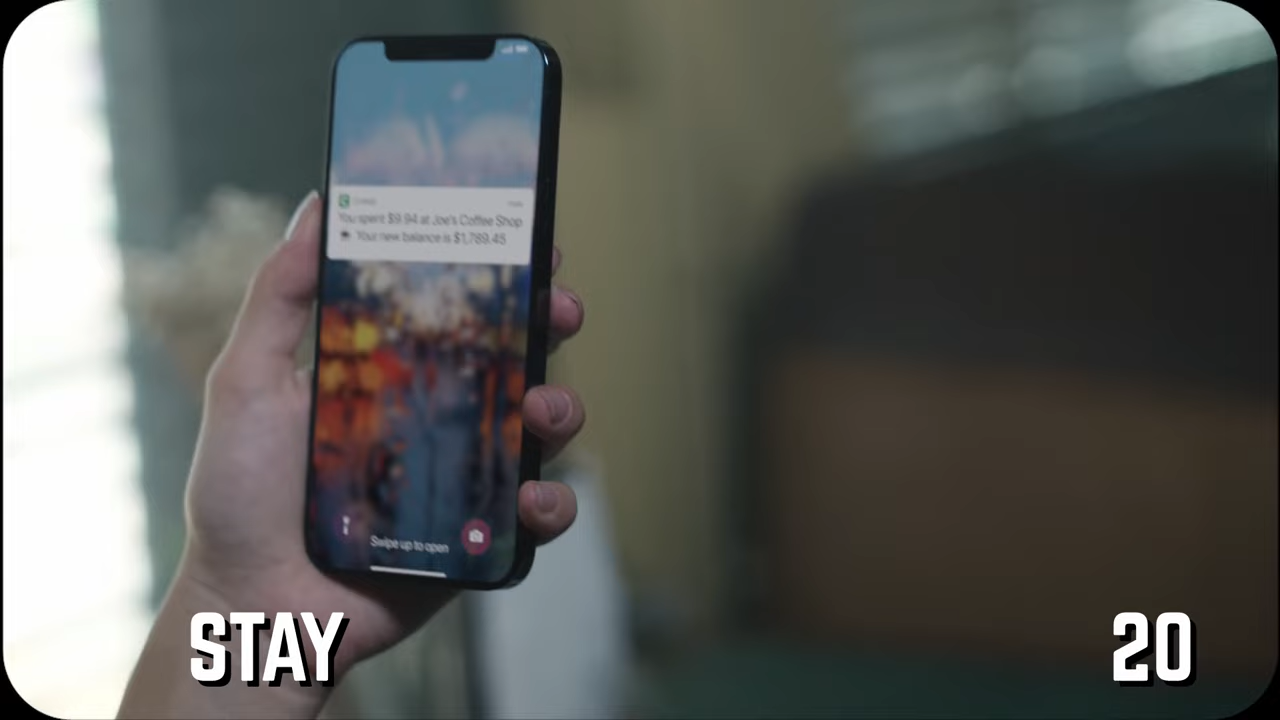 You spent $9.94 at Joe's Coffee Shop
Your new balance is $1,789.45
Swipe up to open
STAY
20